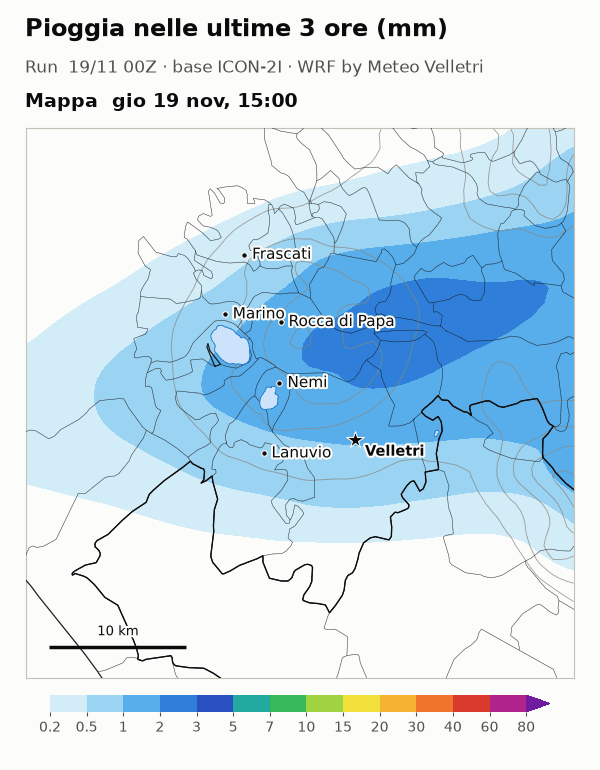 Pioggia nelle ultime 3 ore (mm)
Run 19/11 00Z · base ICON-2I · WRF by Meteo Velletri
Mappa gio 19 nov, 15:00
Frascati
Marino
Rocca di Papa
Nemi
Velletri
Lanuvio
10 km
0.2 0.5 1 2 3 5 7 10 15 20 30 40 60 80